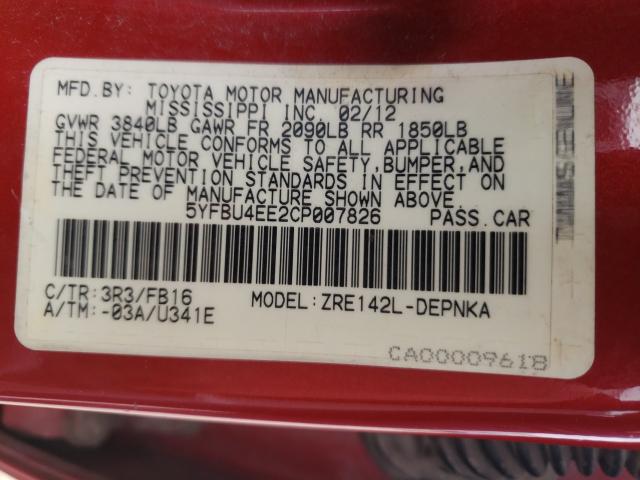 MFD.BY: TOYOTA MOTOR MANUFACTURING
MISSISSIPPI INC. 02/12
GVWR 3840LB GAWR FR 2090LB RR 1850LB
THIS VEHICLE CONFORMS TO ALL APPLICABLE
FEDERAL MOTOR VEHICLE SAFETY,BUMPER,AND
THEFT PREVENTION STANDARDS IN EFFECT ON
THE DATE OF MANUFACTURE SHOWN ABOVE.
5YFBU4EE2CP007826 PASS.CAR
C/TR:3R3/FB16 MODEL:ZRE142L-DEPNKA
A/TM:-03A/U341E
CA00009618